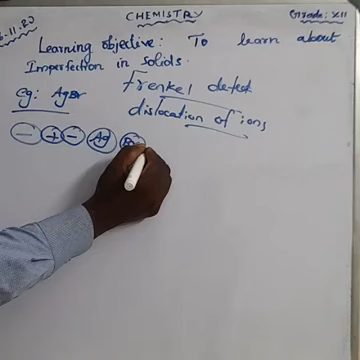 CHEMISTRY
Grade: XII
Learning objective: To learn about
Imperfection in solids.
Eg: AgBr
Frenkel defect
dislocation of ions
- + - Ag Br